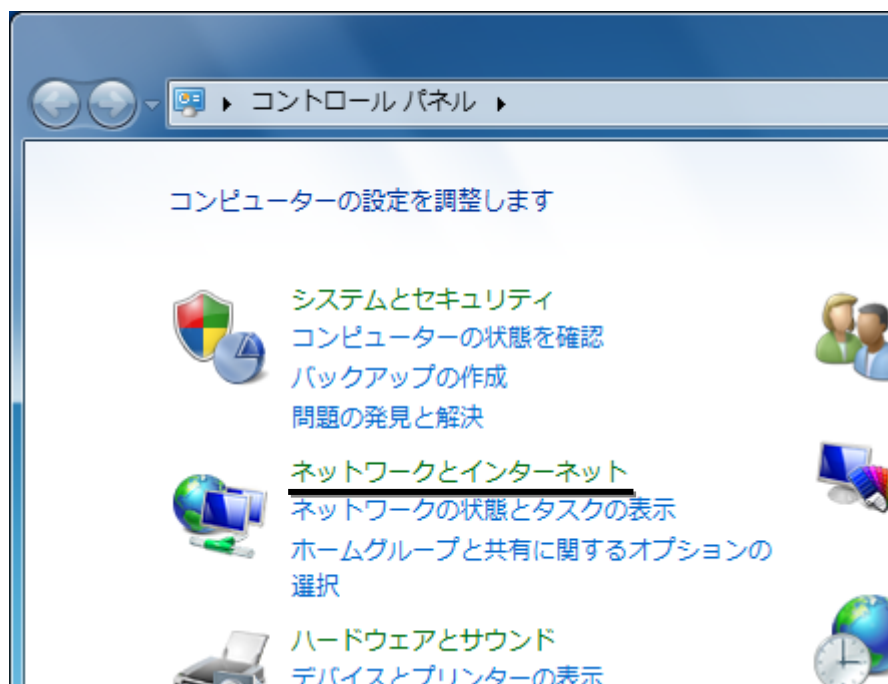 コントロール パネル
コンピューターの設定を調整します
システムとセキュリティ
コンピューターの状態を確認
バックアップの作成
問題の発見と解決
ネットワークとインターネット
ネットワークの状態とタスクの表示
ホームグループと共有に関するオプションの
選択
ハードウェアとサウンド
デバイスとプリンターの表示